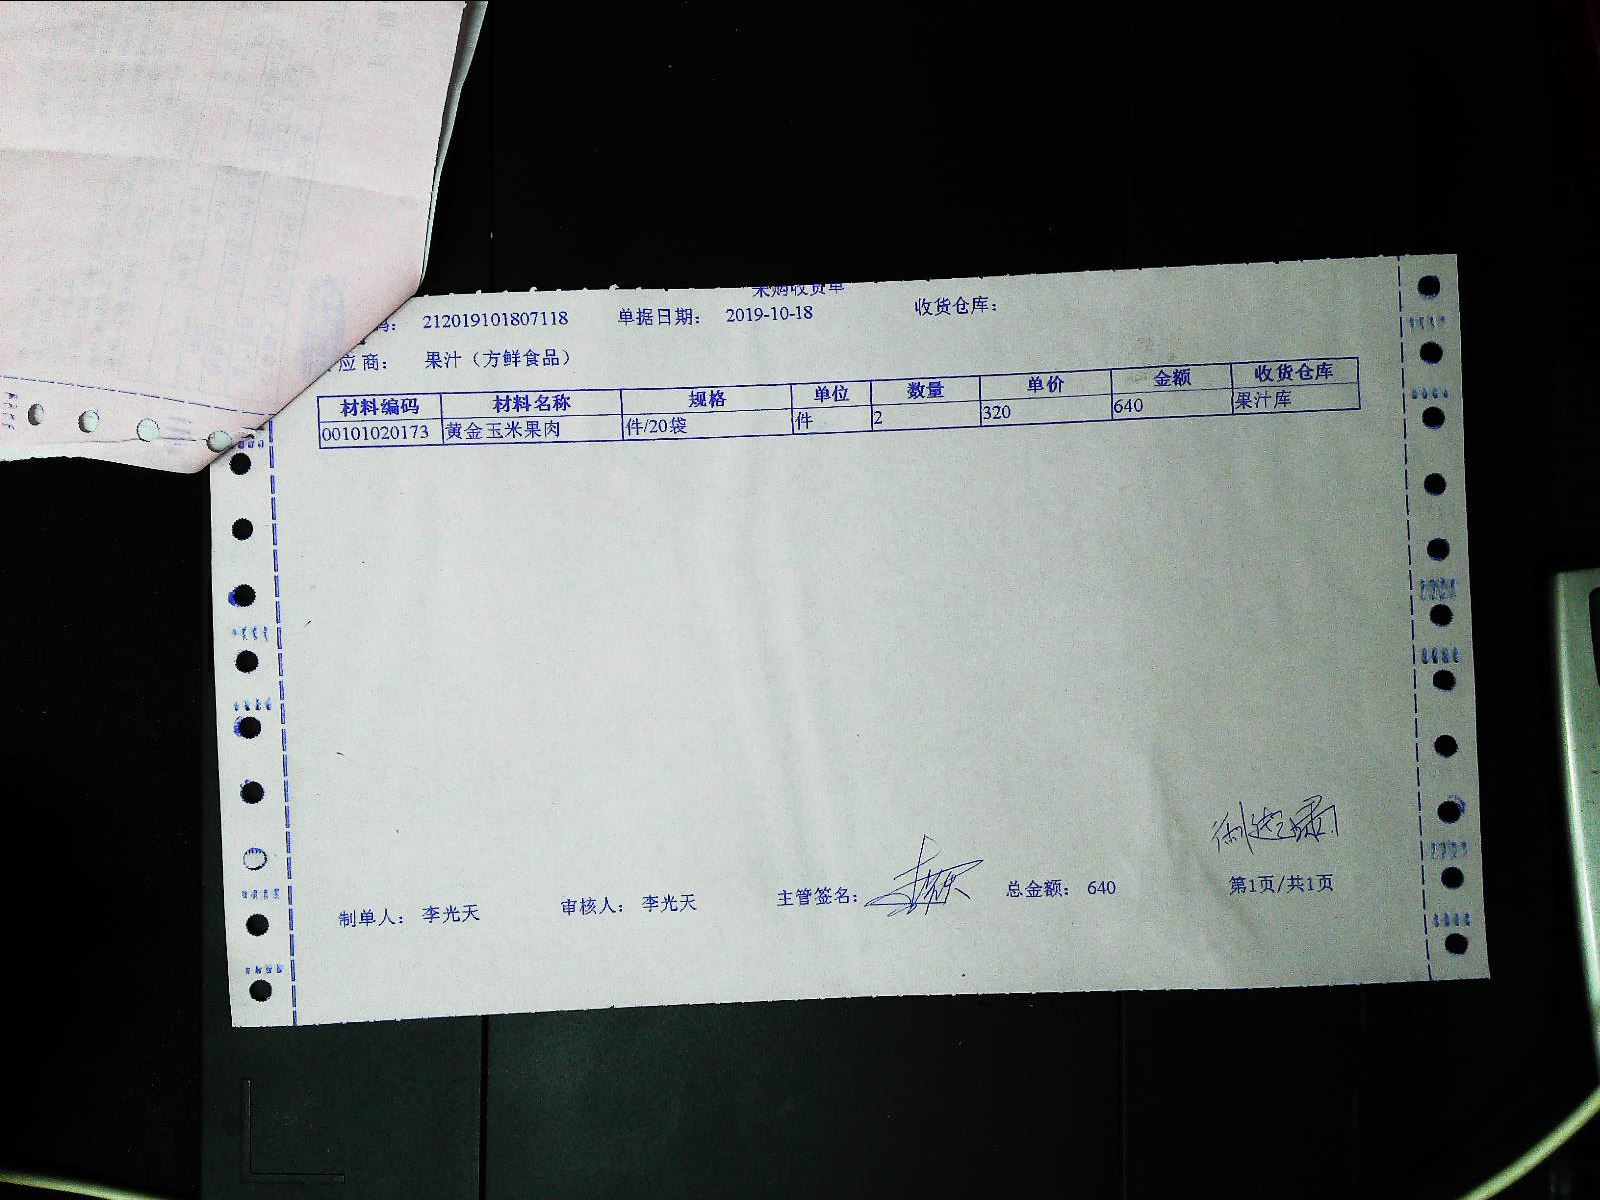 采购收货单
码： 212019101807118 单据日期： 2019-10-18 收货仓库：
应商： 果汁（方鲜食品）
材料编码 材料名称 规格 单位 数量 单价 金额 收货仓库
00101020173 黄金玉米果肉 件/20袋 件 2 320 640 果汁库
制单人： 李光天 审核人： 李光天 主管签名： 总金额： 640 第1页/共1页